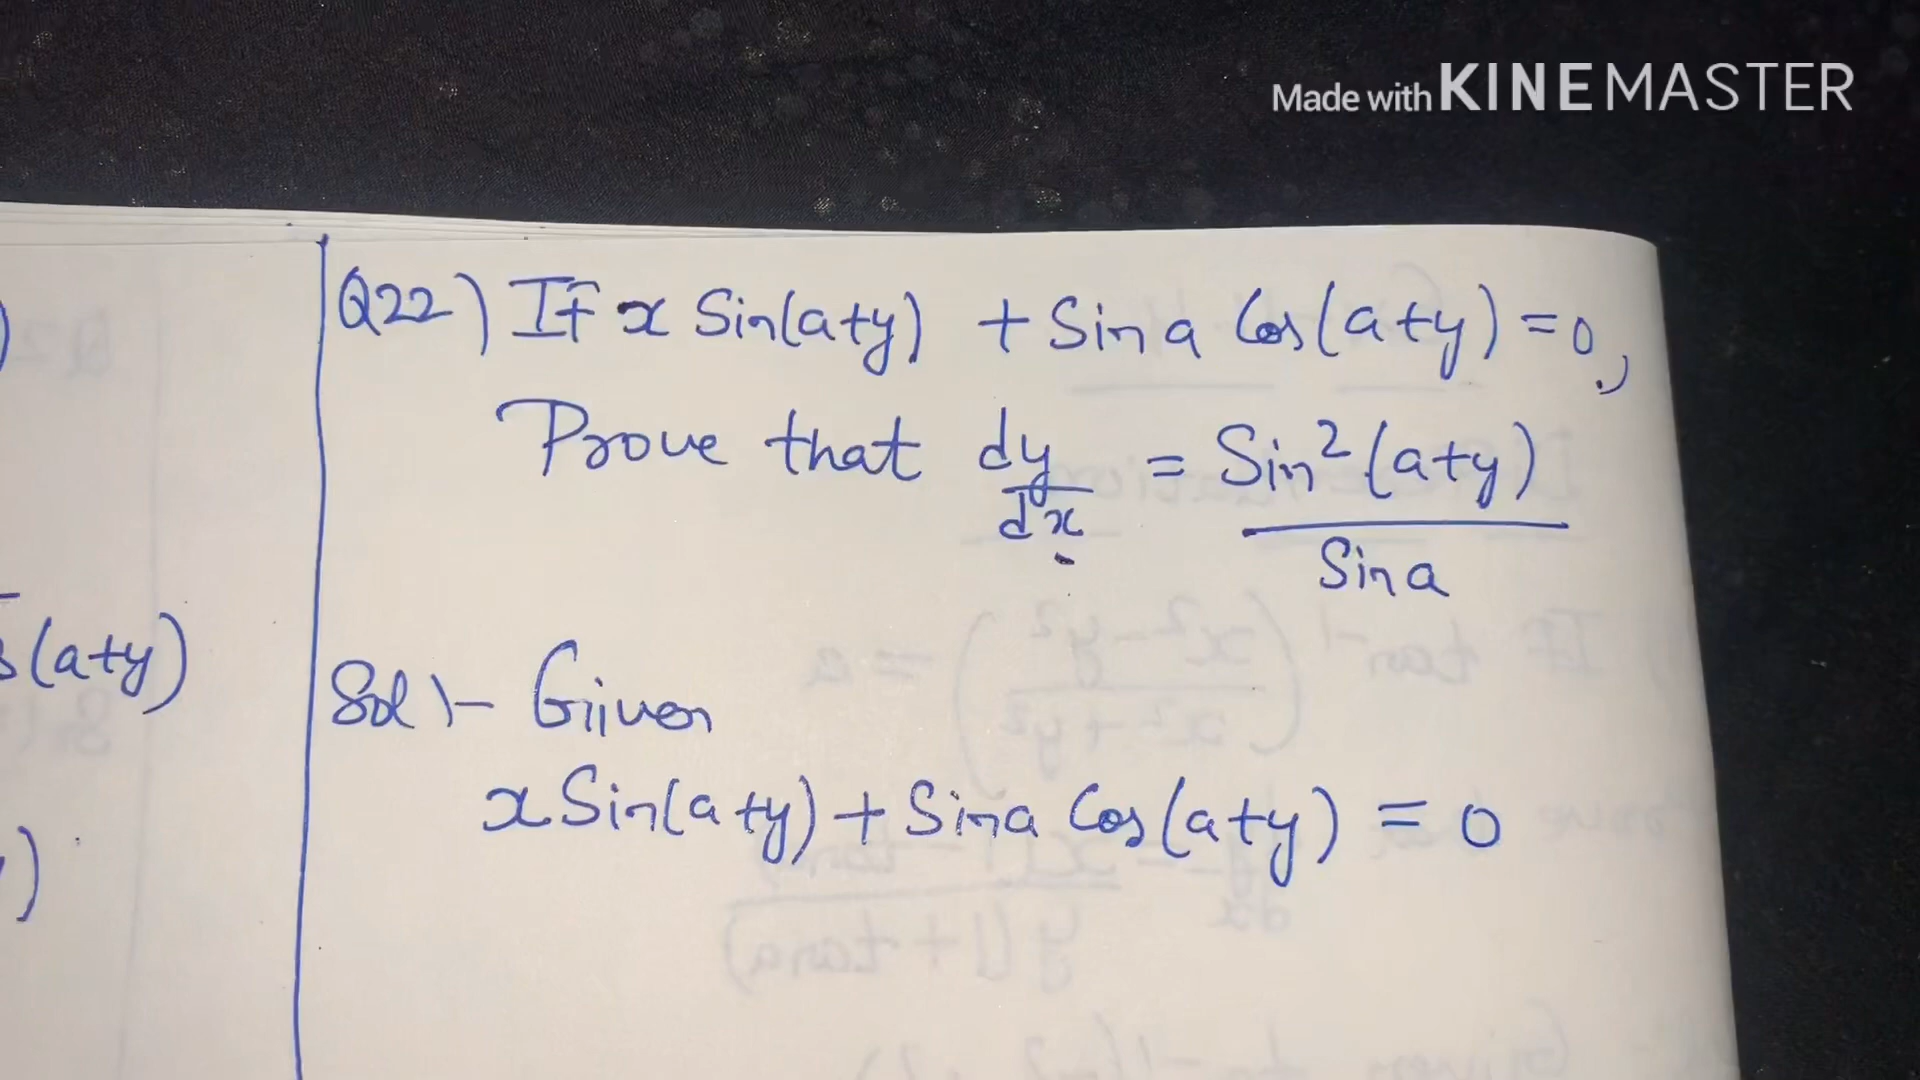 Made with KINEMASTER
Q22) If x Sin(a+y) + Sin a Cos(a+y) = 0,
Prove that dy/dx = Sin²(a+y)/Sin a
(a+y)
Sol :- Given
x Sin(a+y) + Sin a Cos(a+y) = 0